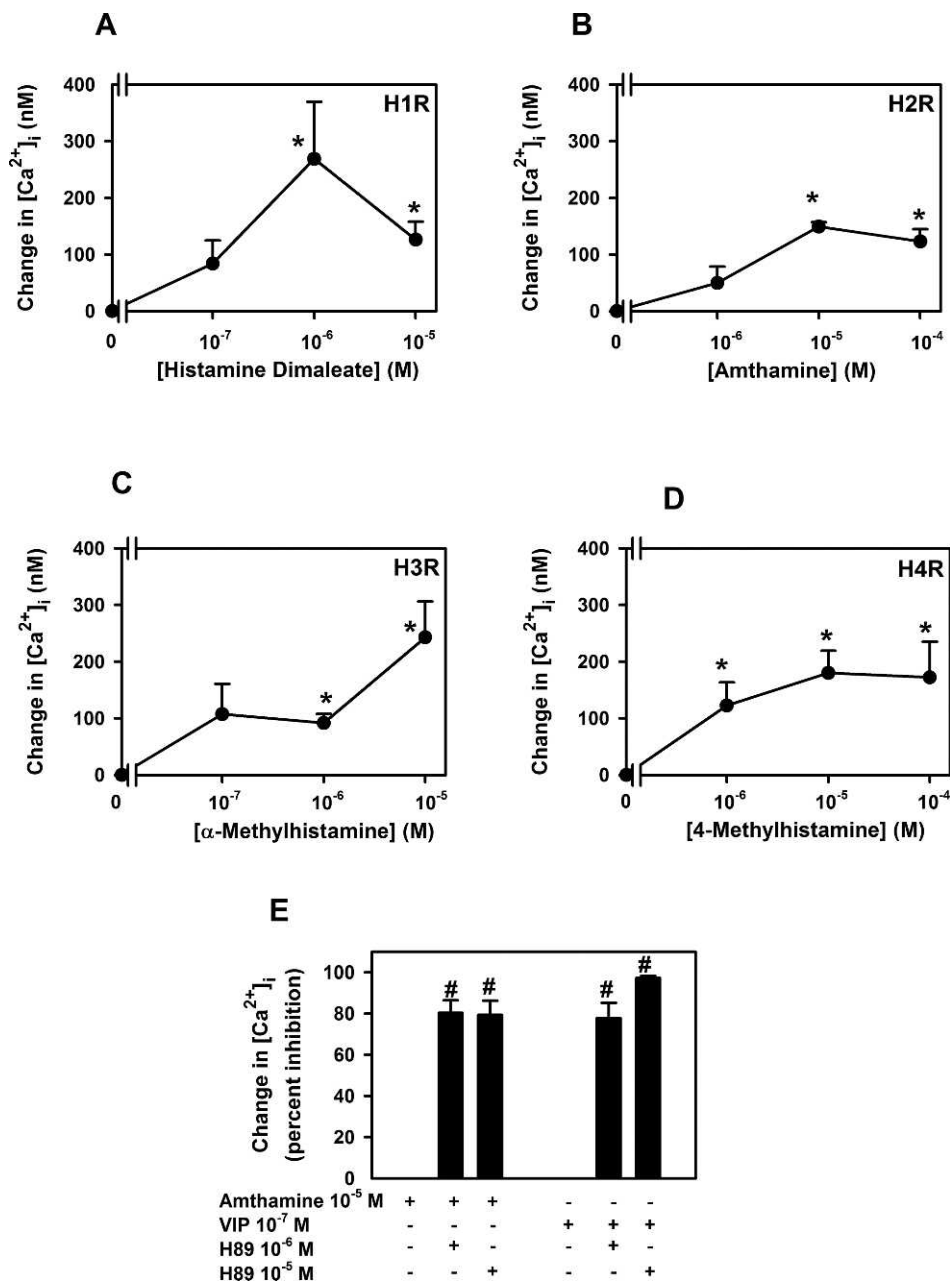 A
Change in [Ca²⁺]ᵢ (nM)
400
300
200
100
0
H1R
*
*
0
10⁻⁷
10⁻⁶
10⁻⁵
[Histamine Dimaleate] (M)
B
Change in [Ca²⁺]ᵢ (nM)
400
300
200
100
0
H2R
*
*
0
10⁻⁶
10⁻⁵
10⁻⁴
[Amthamine] (M)
C
Change in [Ca²⁺]ᵢ (nM)
400
300
200
100
0
H3R
*
*
0
10⁻⁷
10⁻⁶
10⁻⁵
[α-Methylhistamine] (M)
D
Change in [Ca²⁺]ᵢ (nM)
400
300
200
100
0
H4R
*
*
*
0
10⁻⁶
10⁻⁵
10⁻⁴
[4-Methylhistamine] (M)
E
Change in [Ca²⁺]ᵢ
(percent inhibition)
100
80
60
40
20
0
# # # #
Amthamine 10⁻⁵ M + + + - - -
VIP 10⁻⁷ M - - - + + +
H89 10⁻⁶ M - + - - + -
H89 10⁻⁵ M - - + - - +